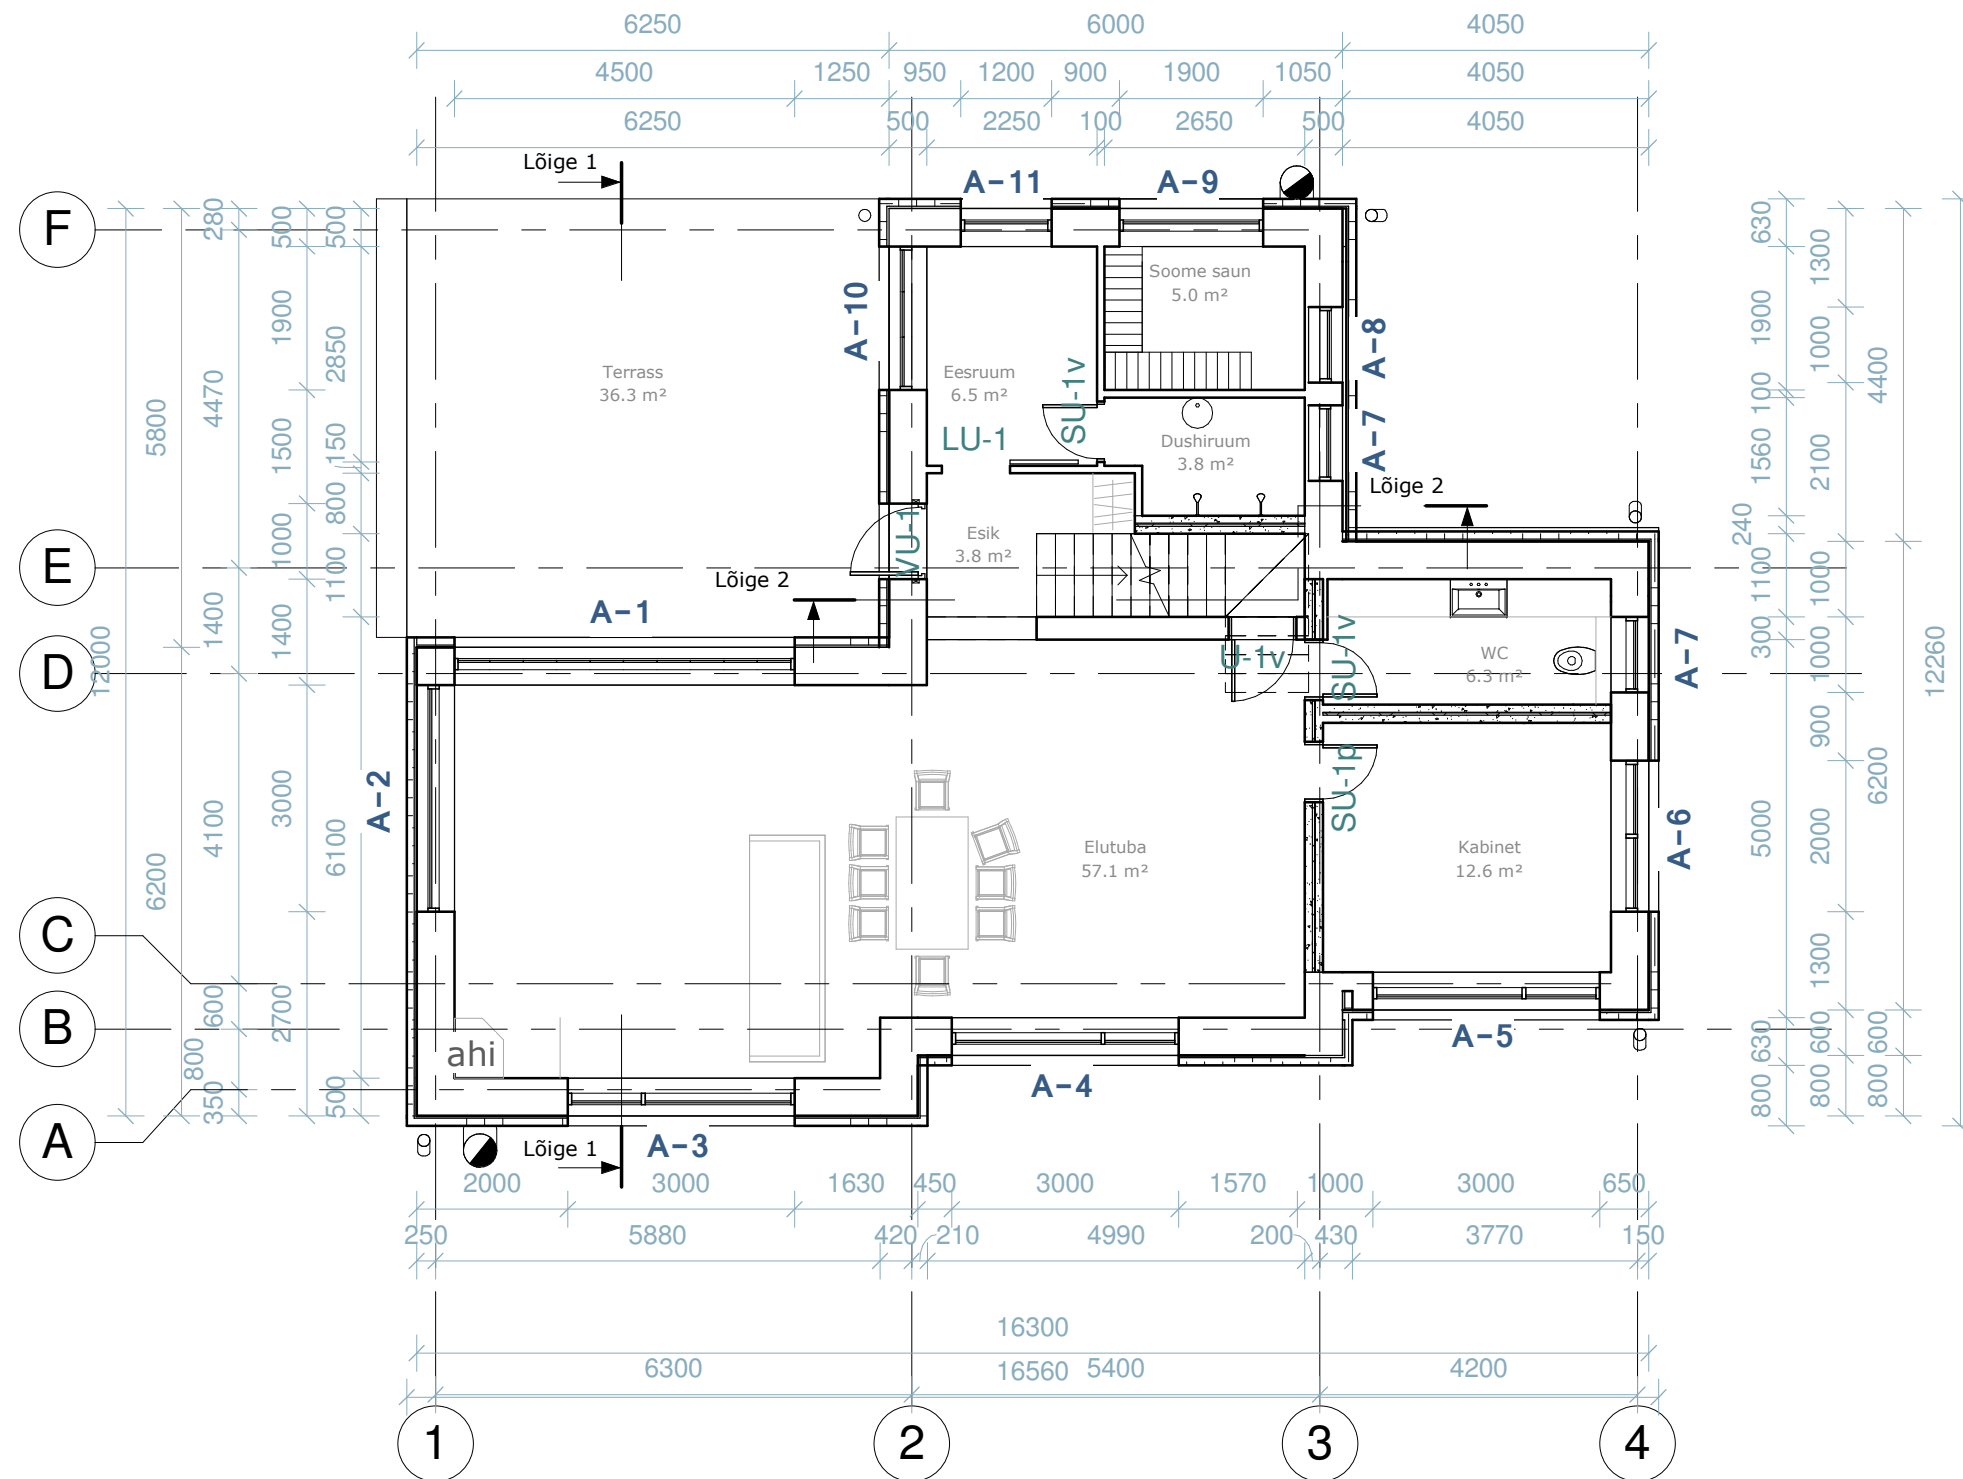 6250 6000 4050
4500 1250 950 1200 900 1900 1050 4050
6250 500 2250 100 2650 500 4050
Lõige 1
A-11 A-9
F
280 500 500
630 1300
Soome saun
5.0 m²
A-10
A-8
1900 2850
1900 1000
4470 5800
4400
Terrass
36.3 m²
Eesruum
6.5 m²
SU-1v
LU-1
Dushiruum
3.8 m²
A-7
1500 150
100 1560 2100
Lõige 2
800 1000 1100
240 1100 1000
VU-1
Esik
3.8 m²
E
Lõige 2
A-1
1400 1400
300 1000
12000
12260
D
U-1v
SU-1v
WC
6.3 m²
A-7
900
SU-1p
A-2
3000 4100 6100 6200
5000 2000 6200
A-6
Elutuba
57.1 m²
Kabinet
12.6 m²
C
600 2700
1300
B
ahi
A-5
800
630 600 600
A-4
350 500
800 800 800
A
Lõige 1
A-3
2000 3000 1630 450 3000 1570 1000 3000 650
250 5880 420 210 4990 200 430 3770 150
16300
6300 16560 5400 4200
1 2 3 4